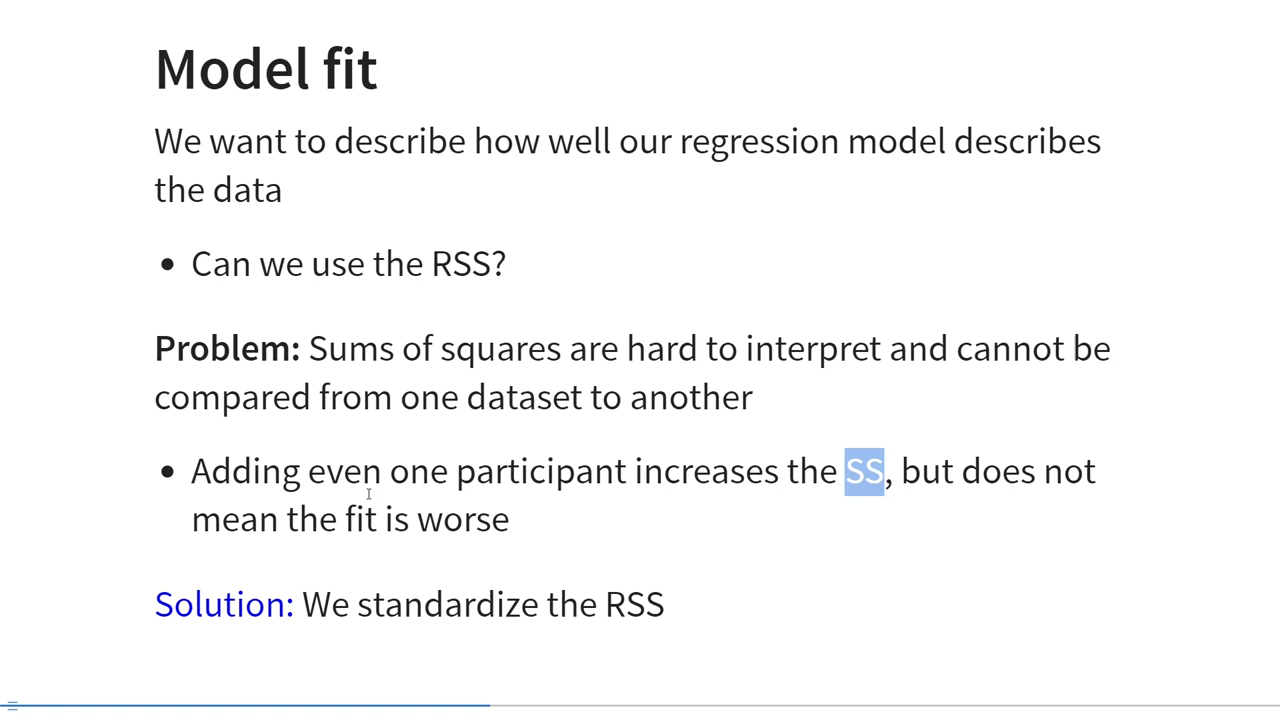 Model fit
We want to describe how well our regression model describes
the data
• Can we use the RSS?
Problem: Sums of squares are hard to interpret and cannot be
compared from one dataset to another
• Adding even one participant increases the SS, but does not
mean the fit is worse
Solution: We standardize the RSS